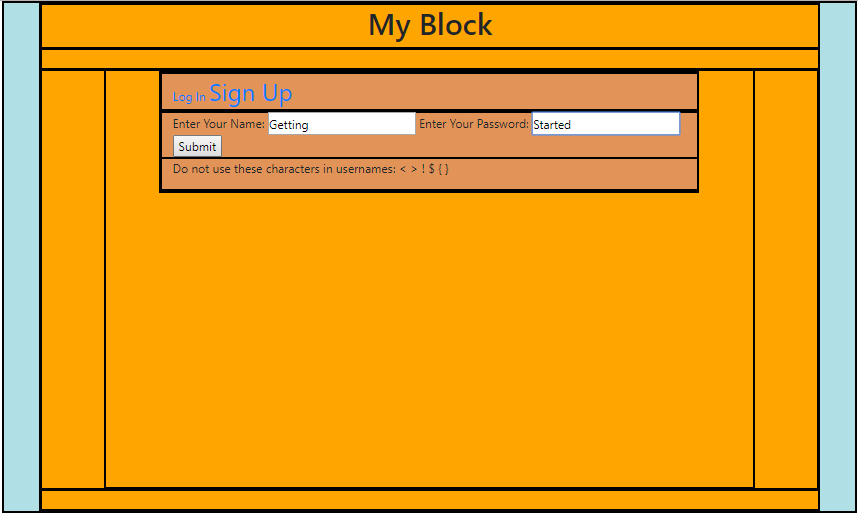 My Block
Log In Sign Up
Enter Your Name: Getting Enter Your Password: Started
Submit
Do not use these characters in usernames: < > ! $ { }